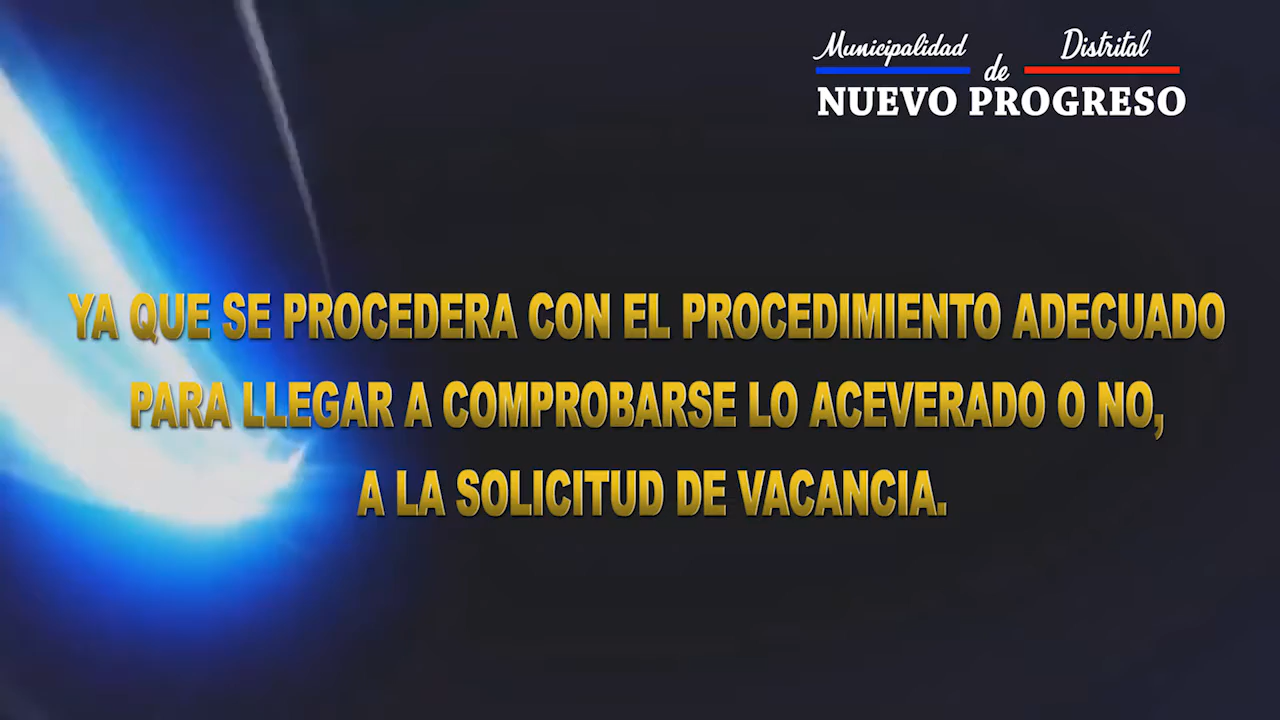 Municipalidad Distrital
de
NUEVO PROGRESO
YA QUE SE PROCEDERA CON EL PROCEDIMIENTO ADECUADO
PARA LLEGAR A COMPROBARSE LO ACEVERADO O NO,
A LA SOLICITUD DE VACANCIA.